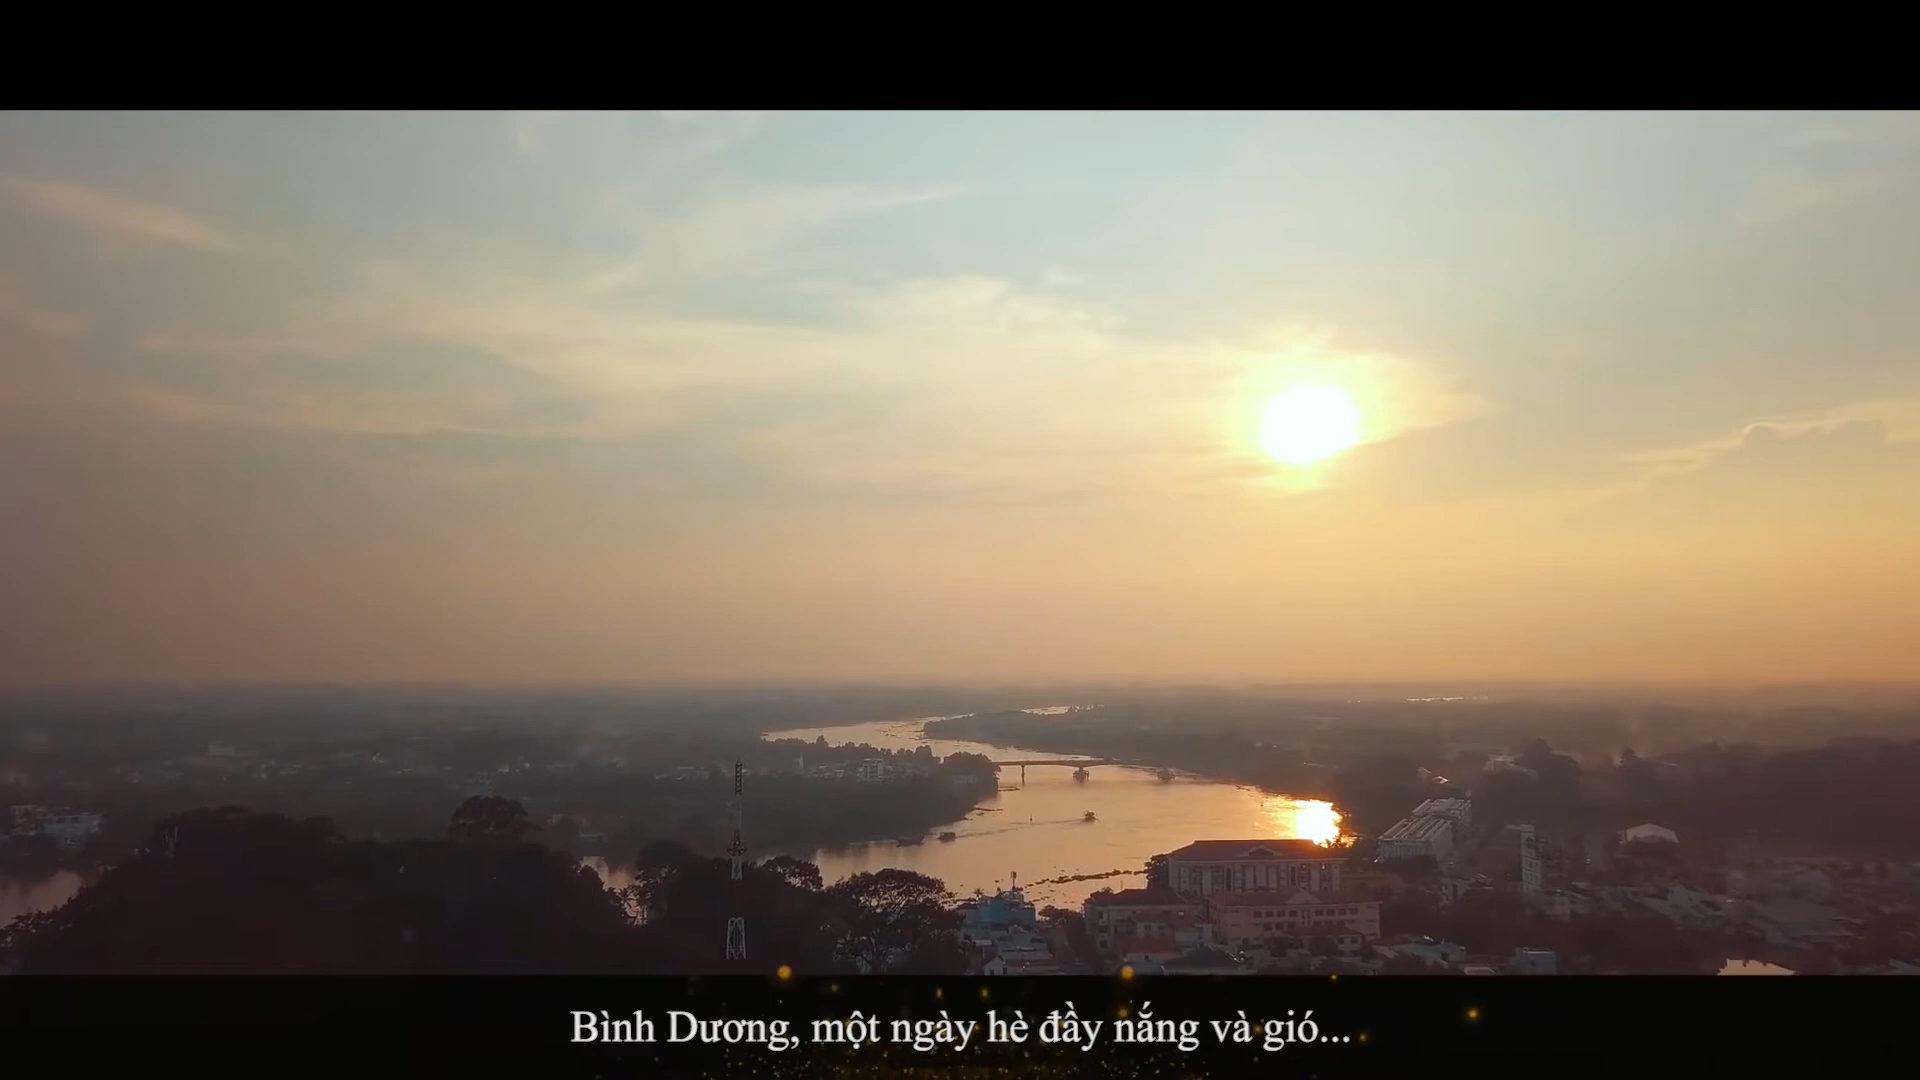 Bình Dương, một ngày hè đầy nắng và gió...